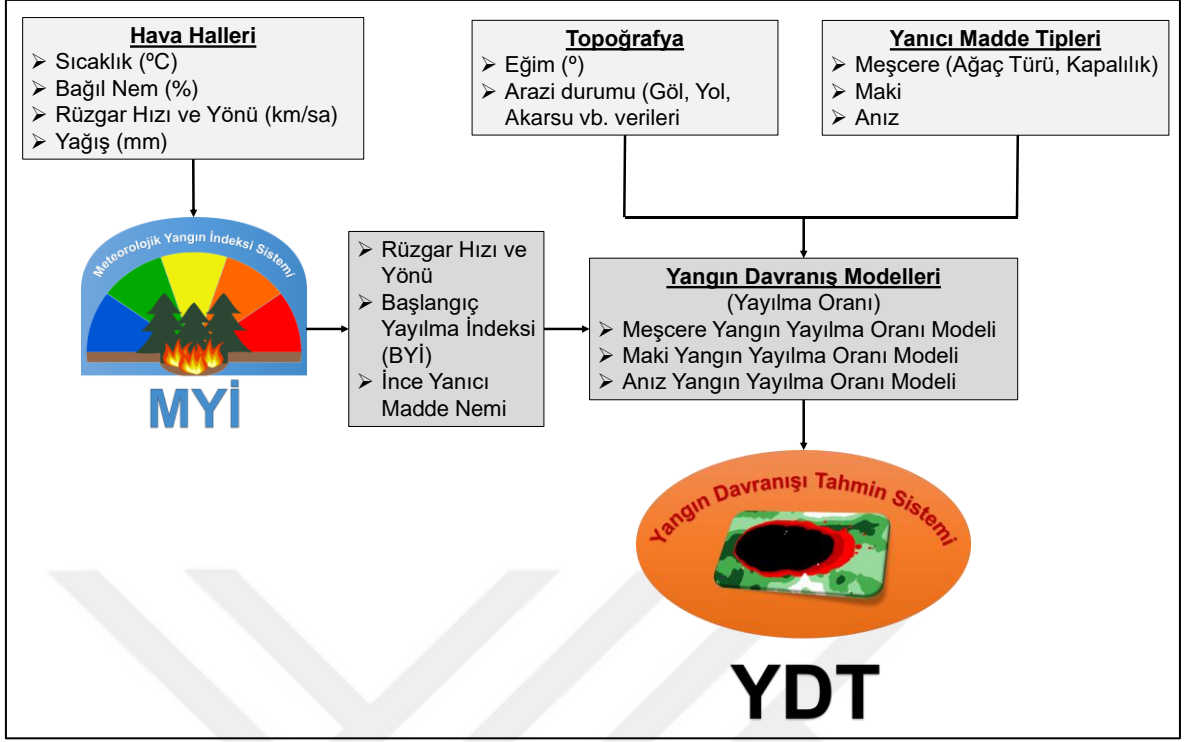 Hava Halleri
➢ Sıcaklık (ºC)
➢ Bağıl Nem (%)
➢ Rüzgar Hızı ve Yönü (km/sa)
➢ Yağış (mm)
Topoğrafya
➢ Eğim (º)
➢ Arazi durumu (Göl, Yol,
Akarsu vb. verileri
Yanıcı Madde Tipleri
➢ Meşcere (Ağaç Türü, Kapalılık)
➢ Maki
➢ Anız
Meteorolojik Yangın İndeksi Sistemi
MYİ
➢ Rüzgar Hızı ve
Yönü
➢ Başlangıç
Yayılma İndeksi
(BYİ)
➢ İnce Yanıcı
Madde Nemi
Yangın Davranış Modelleri
(Yayılma Oranı)
➢ Meşcere Yangın Yayılma Oranı Modeli
➢ Maki Yangın Yayılma Oranı Modeli
➢ Anız Yangın Yayılma Oranı Modeli
Yangın Davranışı Tahmin Sistemi
YDT